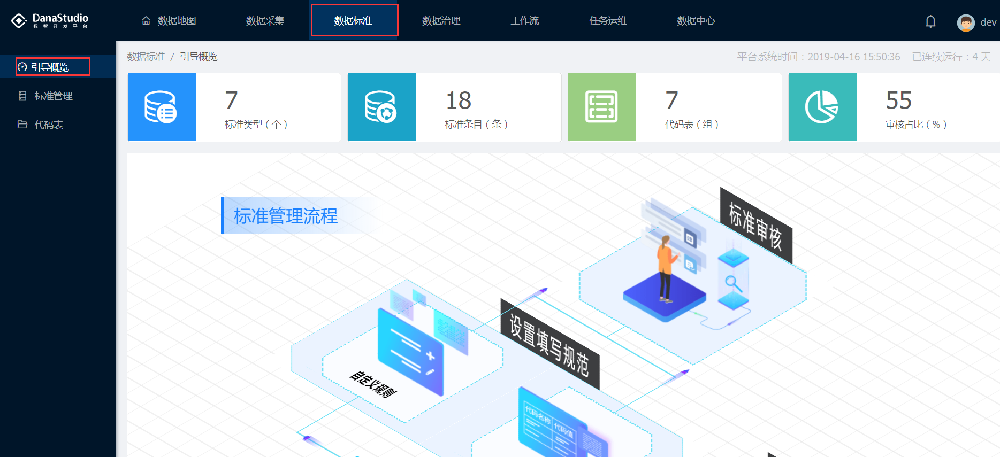 DanaStudio
数智开发平台
数据地图
数据采集
数据标准
数据治理
工作流
任务运维
数据中心
dev
引导概览
标准管理
代码表
数据标准 / 引导概览
平台系统时间：2019-04-16 15:50:36 已连续运行：4 天
7
标准类型（个）
18
标准条目（条）
7
代码表（组）
55
审核占比（%）
标准管理流程
标准审核
设置填写规范
自定义规则
代码名称
代码值